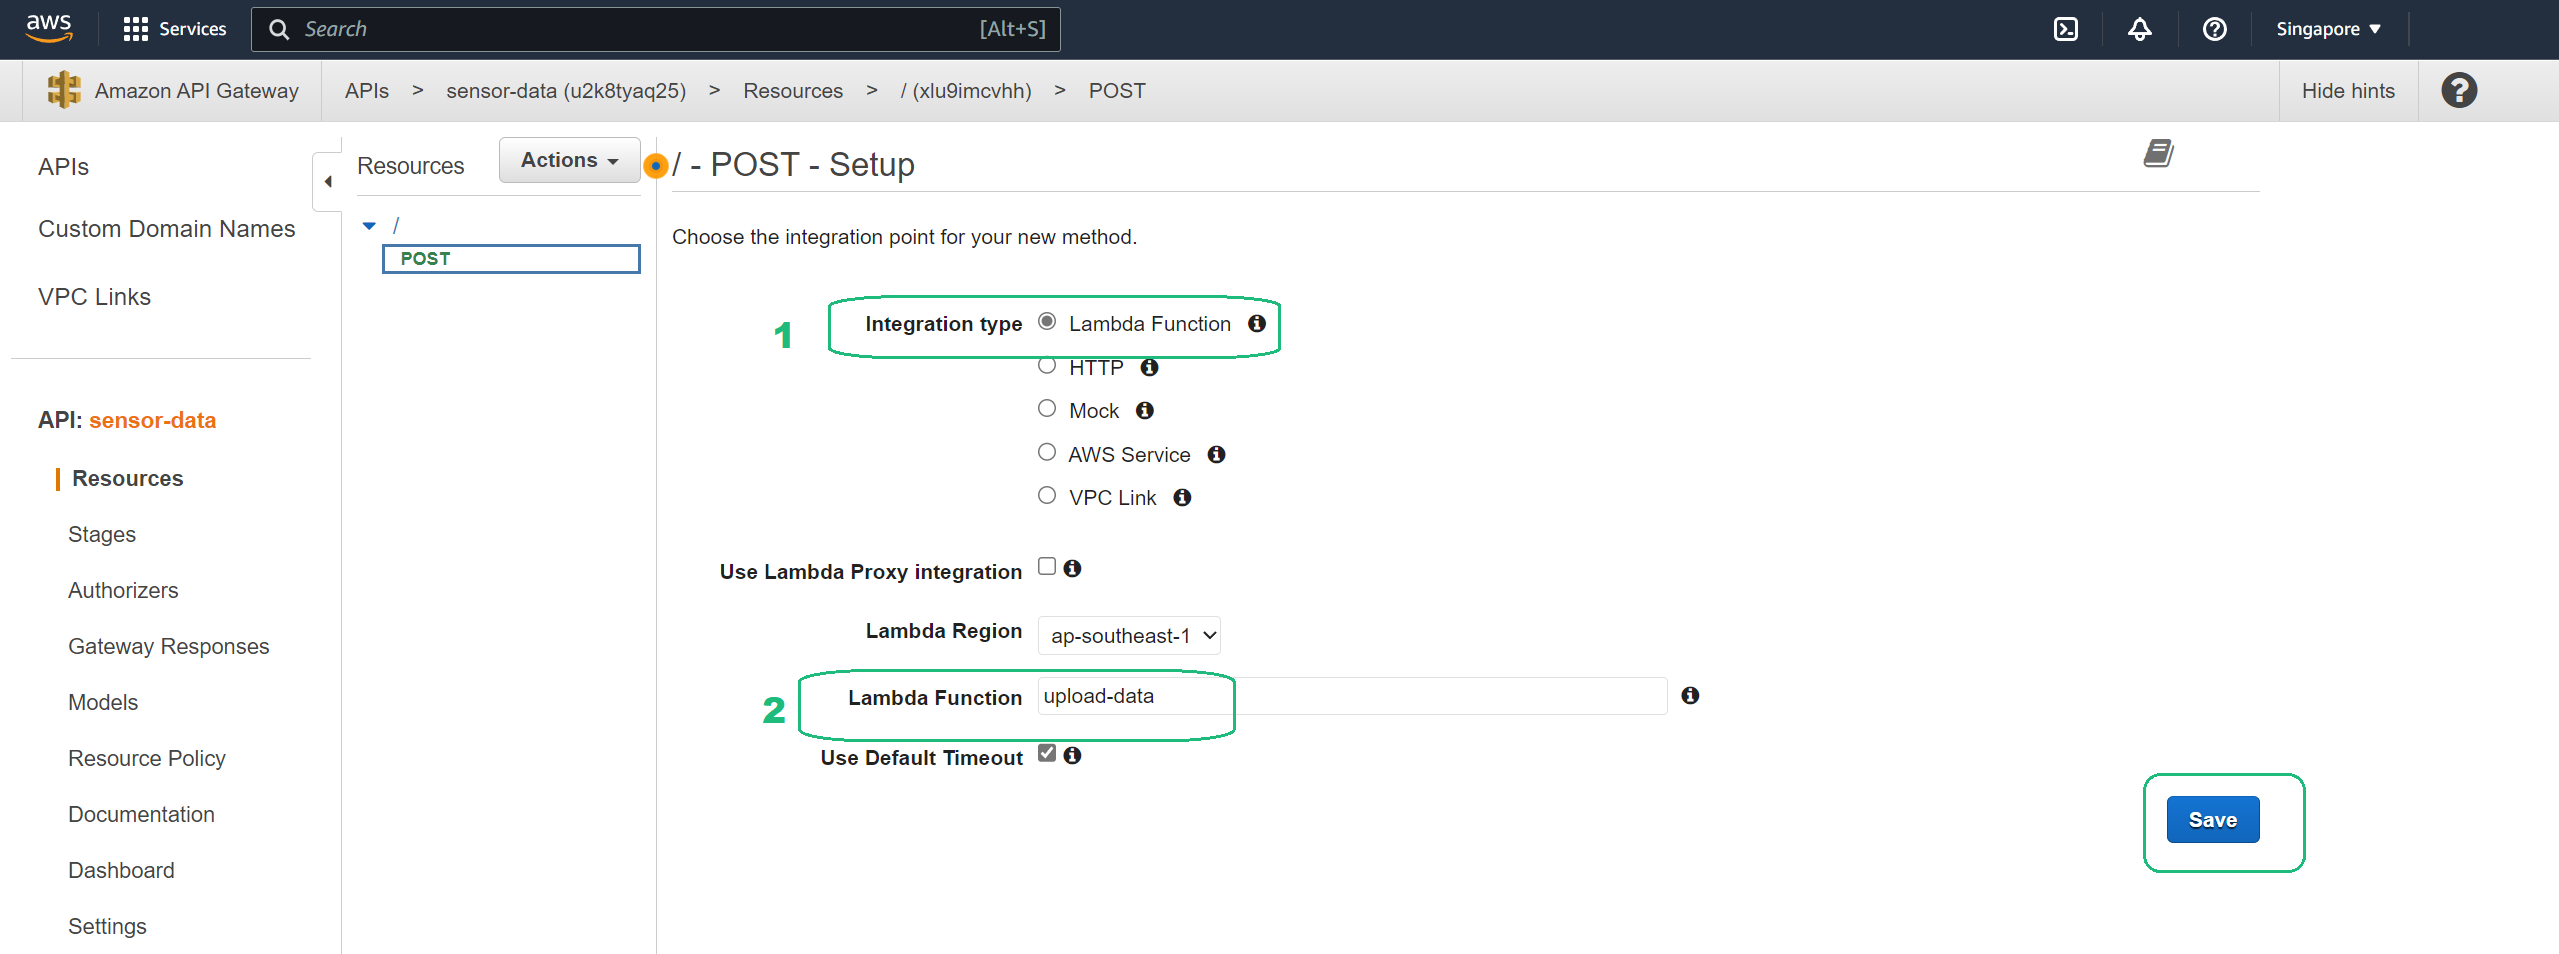 aws Services Search [Alt+S] Singapore ▼
Amazon API Gateway APIs > sensor-data (u2k8tyaq25) > Resources > / (xlu9imcvhh) > POST Hide hints ?
APIs
Custom Domain Names
VPC Links
API: sensor-data
Resources
Stages
Authorizers
Gateway Responses
Models
Resource Policy
Documentation
Dashboard
Settings
Resources Actions
/
POST
/ - POST - Setup
Choose the integration point for your new method.
1 Integration type Lambda Function
HTTP
Mock
AWS Service
VPC Link
Use Lambda Proxy integration
Lambda Region ap-southeast-1
2 Lambda Function upload-data
Use Default Timeout
Save